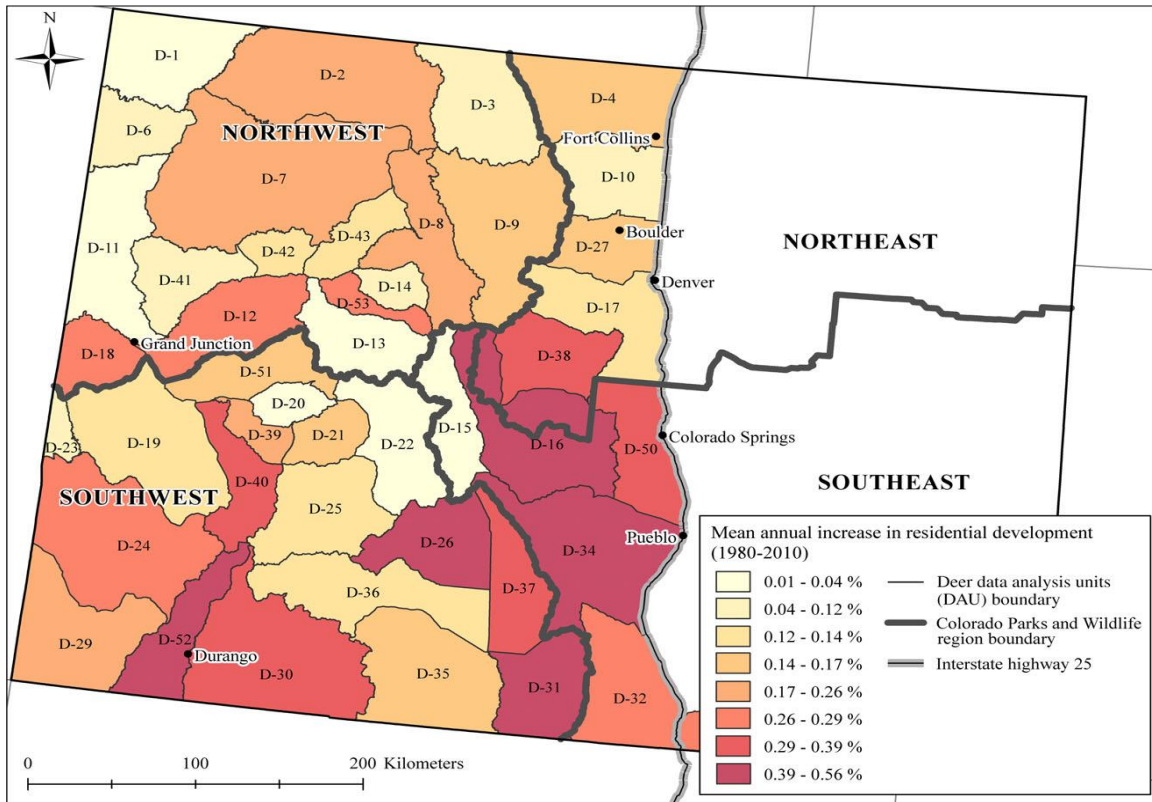 N
D-1
D-2
D-3
D-4
D-6
NORTHWEST
Fort Collins
D-7
D-10
D-8
D-9
D-11
D-43
D-42
D-27
Boulder
NORTHEAST
D-41
D-14
Denver
D-53
D-17
D-12
D-18
Grand Junction
D-13
D-38
D-51
D-20
D-23
D-19
D-39
D-21
D-22
D-15
D-16
D-50
Colorado Springs
SOUTHWEST
D-40
SOUTHEAST
D-25
D-24
D-26
D-34
Pueblo
D-36
D-37
D-29
D-52
Durango
D-30
D-35
D-31
D-32
Mean annual increase in residential development
(1980-2010)
0.01 - 0.04 %
0.04 - 0.12 %
0.12 - 0.14 %
0.14 - 0.17 %
0.17 - 0.26 %
0.26 - 0.29 %
0.29 - 0.39 %
0.39 - 0.56 %
Deer data analysis units
(DAU) boundary
Colorado Parks and Wildlife
region boundary
Interstate highway 25
0 100 200 Kilometers